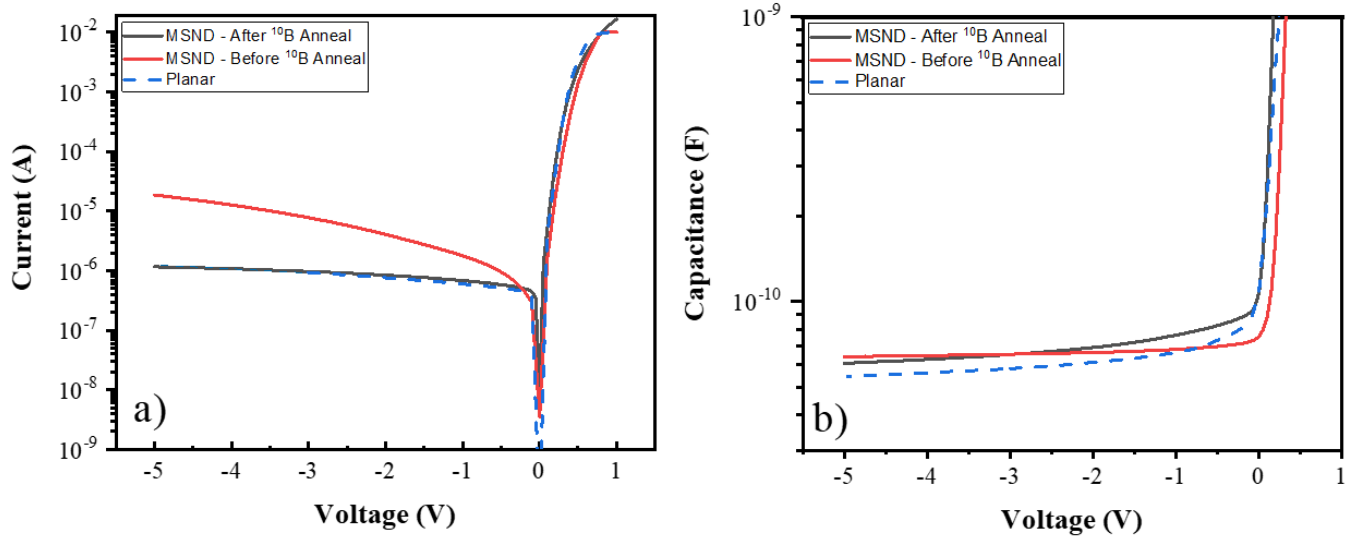 MSND - After ¹⁰B Anneal
MSND - Before ¹⁰B Anneal
Planar
10⁻²
10⁻³
10⁻⁴
10⁻⁵
10⁻⁶
10⁻⁷
10⁻⁸
10⁻⁹
Current (A)
a)
-5 -4 -3 -2 -1 0 1
Voltage (V)
MSND - After ¹⁰B Anneal
MSND - Before ¹⁰B Anneal
Planar
10⁻⁹
10⁻¹⁰
Capacitance (F)
b)
-5 -4 -3 -2 -1 0 1
Voltage (V)